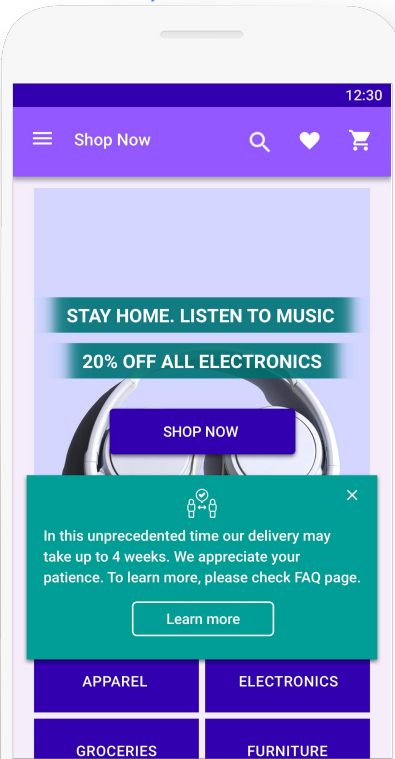 12:30
Shop Now
STAY HOME. LISTEN TO MUSIC
20% OFF ALL ELECTRONICS
SHOP NOW
In this unprecedented time our delivery may
take up to 4 weeks. We appreciate your
patience. To learn more, please check FAQ page.
Learn more
APPAREL
ELECTRONICS
GROCERIES
FURNITURE